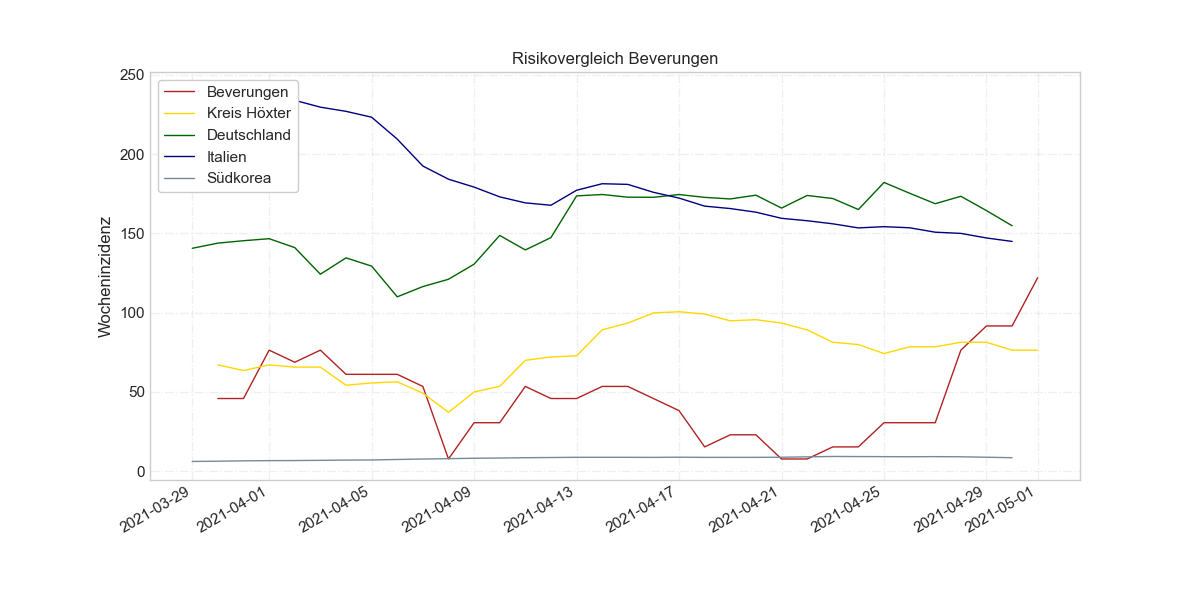 Risikovergleich Beverungen
Wocheninzidenz
250
200
150
100
50
0
Beverungen
Kreis Höxter
Deutschland
Italien
Südkorea
2021-03-29
2021-04-01
2021-04-05
2021-04-09
2021-04-13
2021-04-17
2021-04-21
2021-04-25
2021-04-29
2021-05-01